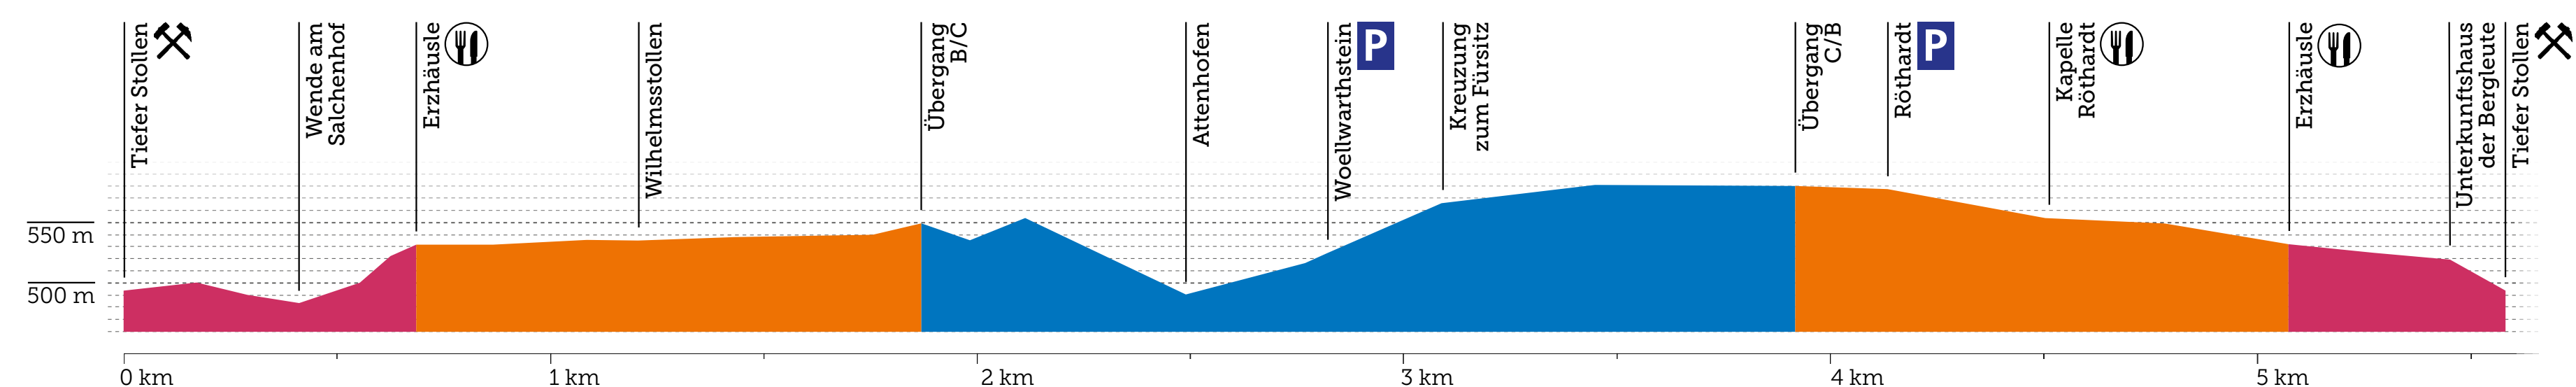 Tiefer Stollen
Wende am
Salchenhof
Erzhäusle
Wilhelmsstollen
Übergang
B/C
Attenhofen
Woellwarthstein
P
Kreuzung
zum Fürsitz
Übergang
C/B
Röthardt
P
Kapelle
Röthardt
Erzhäusle
Unterkunftshaus
der Bergleute
Tiefer Stollen
550 m
500 m
0 km
1 km
2 km
3 km
4 km
5 km